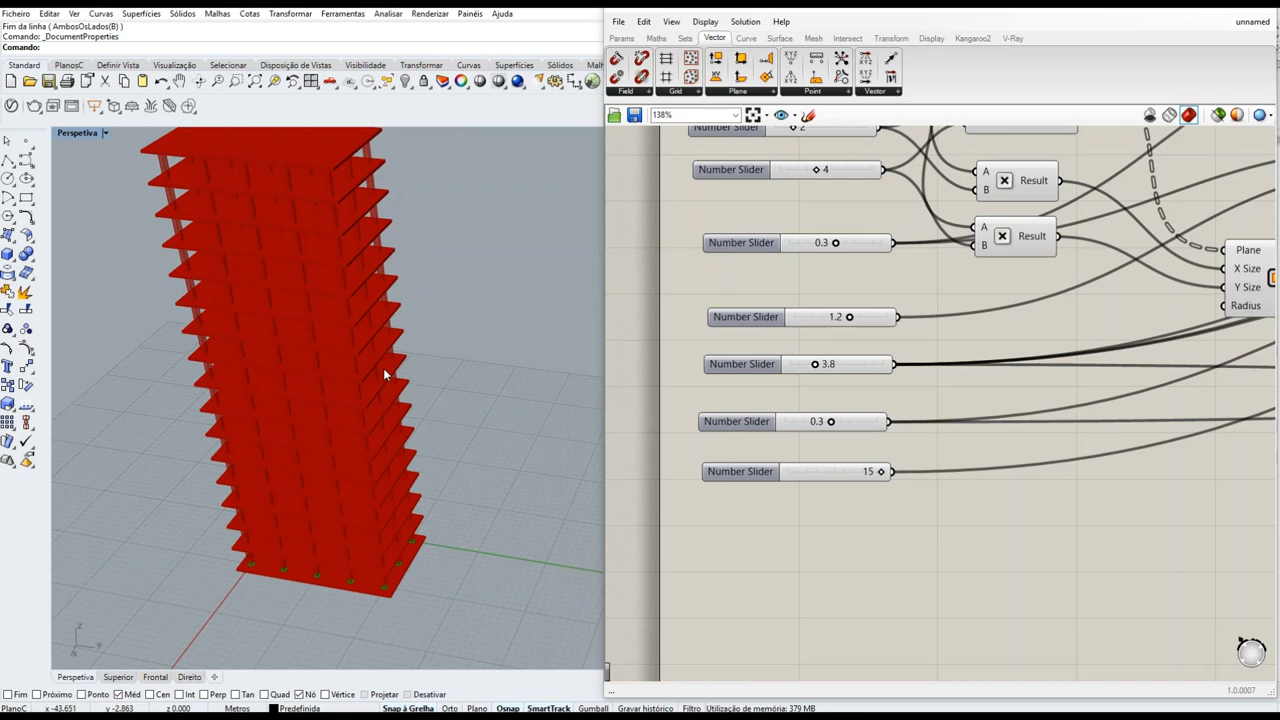 Ficheiro Editar Ver Curvas Superfícies Sólidos Malhas Cotas Transformar Ferramentas Analisar Renderizar Painéis Ajuda
Fim da linha ( AmbosOsLados(B) )
Comando: _DocumentProperties
Comando:
Standard PlanosC Definir Vista Visualização Selecionar Disposição de Vistas Visibilidade Transformar Curvas Superfícies Sólidos Malh
Perspetiva
z
y
x
Perspetiva Superior Frontal Direito
Fim Próximo Ponto Méd Cen Int Perp Tan Quad Nó Vértice Projetar Desativar
PlanoC x -43.651 y -2.863 z 0.000 Metros Predefinida Snap à Grelha Orto Plano Osnap SmartTrack Gumball Gravar histórico Filtro Utilização de memória: 379 MB
File Edit View Display Solution Help unnamed
Params Maths Sets Vector Curve Surface Mesh Intersect Transform Display Kangaroo2 V-Ray
Field Grid Plane Point Vector
138%
Number Slider 2
Number Slider 4
A
B
Result
Number Slider 0.3
A
B
Result
Plane
X Size
Y Size
Radius
Number Slider 1.2
Number Slider 3.8
Number Slider 0.3
Number Slider 15
...
1.0.0007